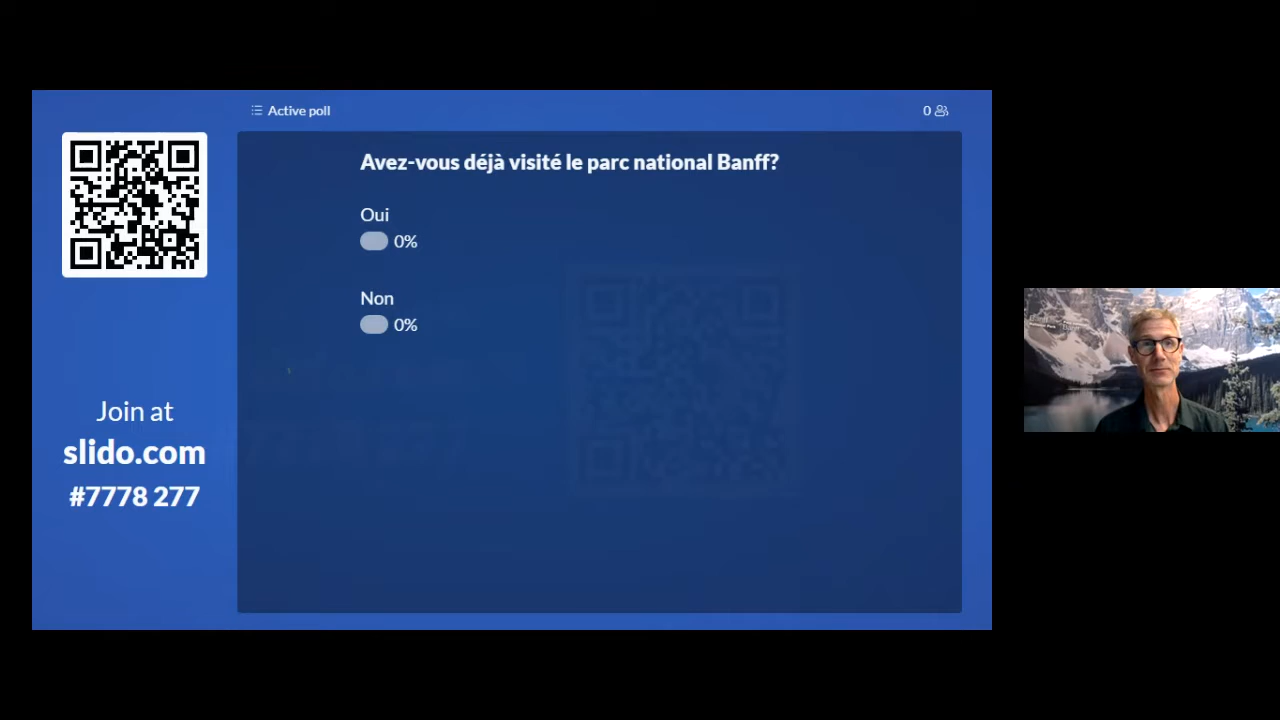 Active poll
0
Avez-vous déjà visité le parc national Banff?
Oui
0%
Non
0%
Join at
slido.com
#7778 277